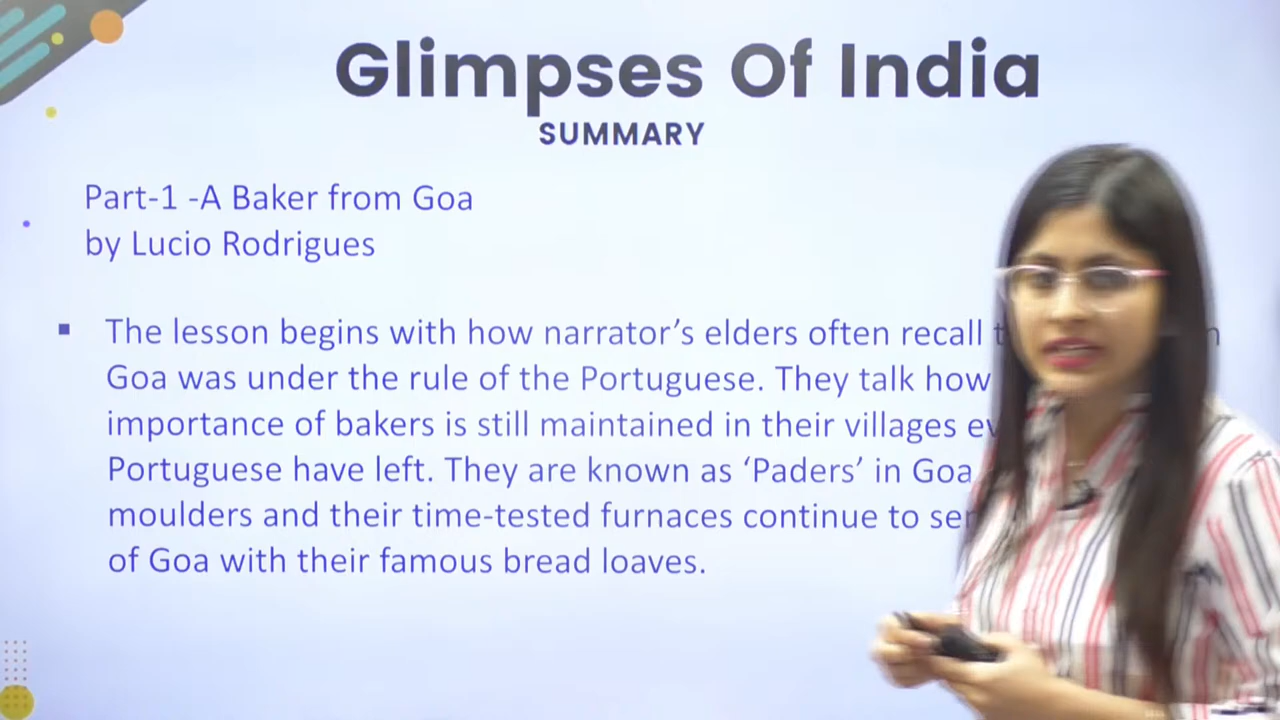 Glimpses Of India
SUMMARY
Part-1 -A Baker from Goa
by Lucio Rodrigues
▪ The lesson begins with how narrator’s elders often recall
Goa was under the rule of the Portuguese. They talk how
importance of bakers is still maintained in their villages
Portuguese have left. They are known as ‘Paders’ in Goa
moulders and their time-tested furnaces continue to
of Goa with their famous bread loaves.